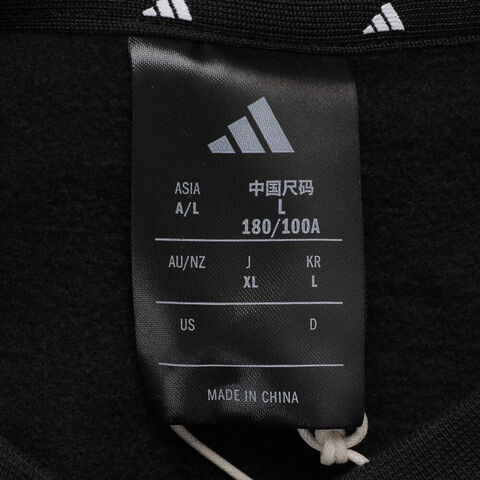 ASIA 中国尺码
A/L L
180/100A
AU/NZ J KR
XL L
US D
MADE IN CHINA